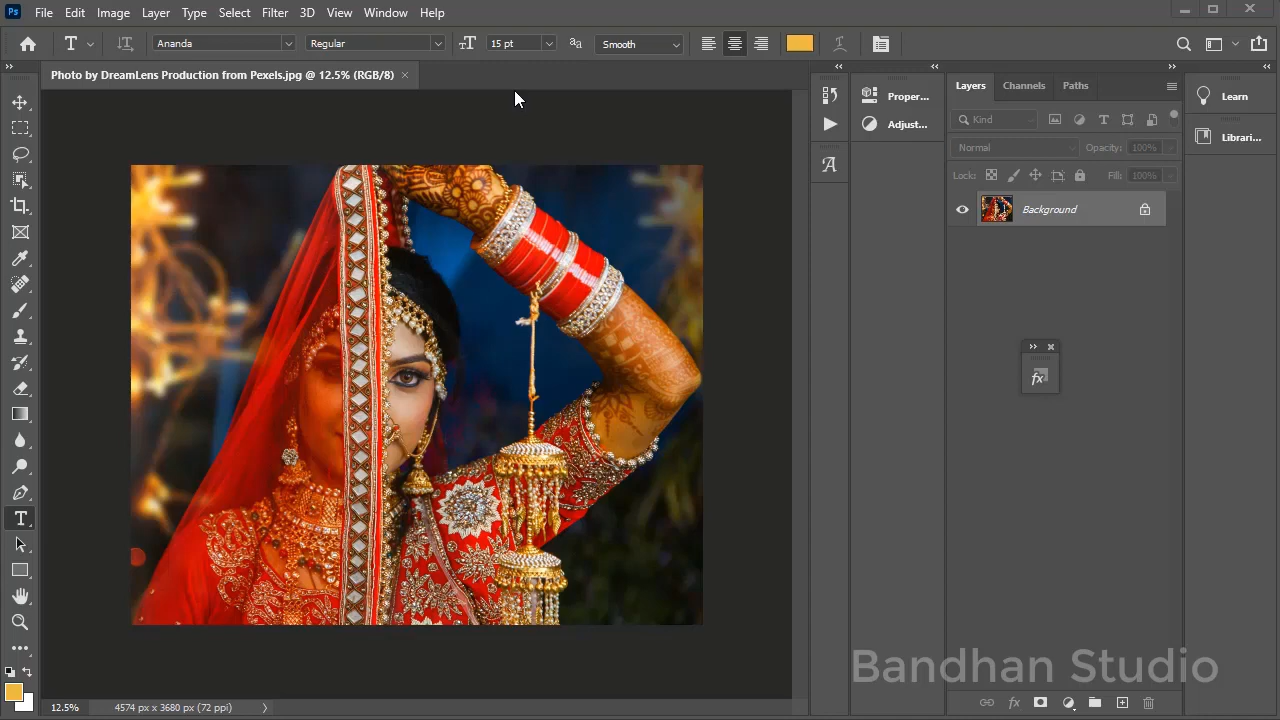 File Edit Image Layer Type Select Filter 3D View Window Help
Ananda Regular 15 pt Smooth
Photo by DreamLens Production from Pexels.jpg @ 12.5% (RGB/8)
Layers Channels Paths
Proper...
Adjust...
Kind
Normal Opacity: 100%
Lock: Fill: 100%
Background
Learn
Librari...
fx
Bandhan Studio
12.5% 4574 px x 3680 px (72 ppi)
fx